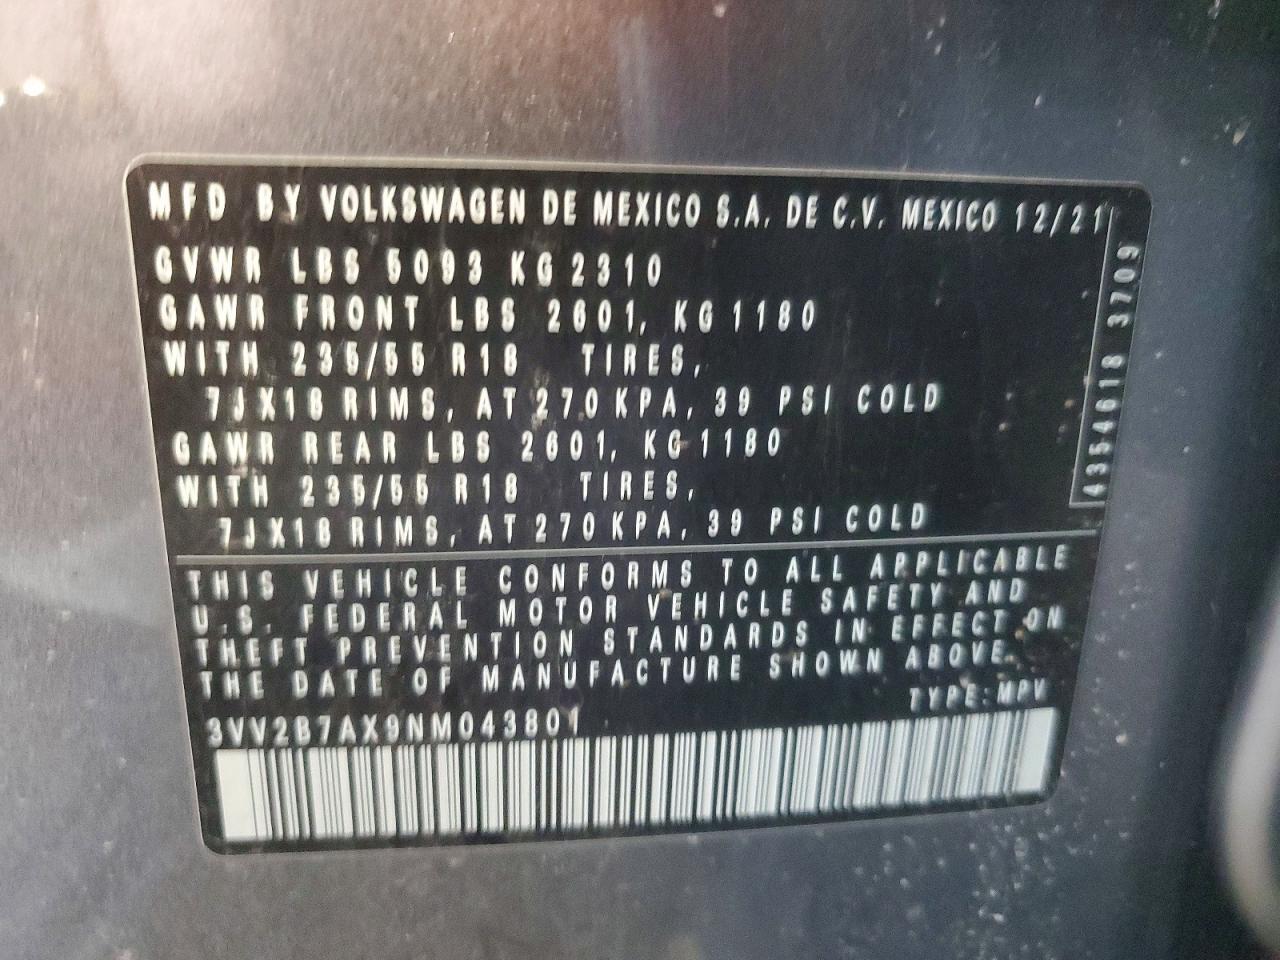 MFD BY VOLKSWAGEN DE MEXICO S.A. DE C.V. MEXICO 12/21
GVWR LBS 5093 KG 2310
GAWR FRONT LBS 2601, KG 1180
WITH 235/55 R18 TIRES,
7JX18 RIMS, AT 270 KPA, 39 PSI COLD
GAWR REAR LBS 2601, KG 1180
WITH 235/55 R18 TIRES,
7JX18 RIMS, AT 270 KPA, 39 PSI COLD
4354618 3709
THIS VEHICLE CONFORMS TO ALL APPLICABLE
U.S. FEDERAL MOTOR VEHICLE SAFETY AND
THEFT PREVENTION STANDARDS IN EFFECT ON
THE DATE OF MANUFACTURE SHOWN ABOVE.
TYPE: MPV
3VV2B7AX9NM043801